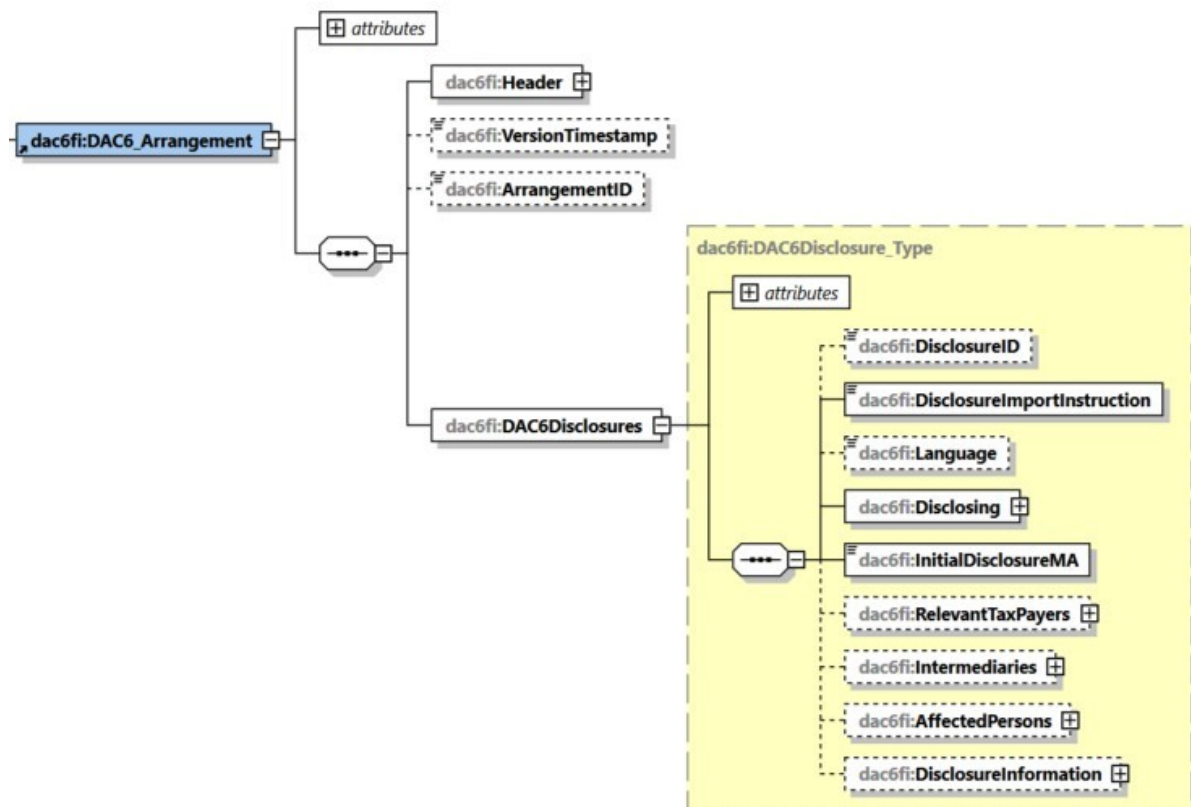 attributes
dac6fi:Header
dac6fi:VersionTimestamp
dac6fi:DAC6_Arrangement
dac6fi:ArrangementID
dac6fi:DAC6Disclosure_Type
attributes
dac6fi:DisclosureID
dac6fi:DisclosureImportInstruction
dac6fi:DAC6Disclosures
dac6fi:Language
dac6fi:Disclosing
dac6fi:InitialDisclosureMA
dac6fi:RelevantTaxPayers
dac6fi:Intermediaries
dac6fi:AffectedPersons
dac6fi:DisclosureInformation